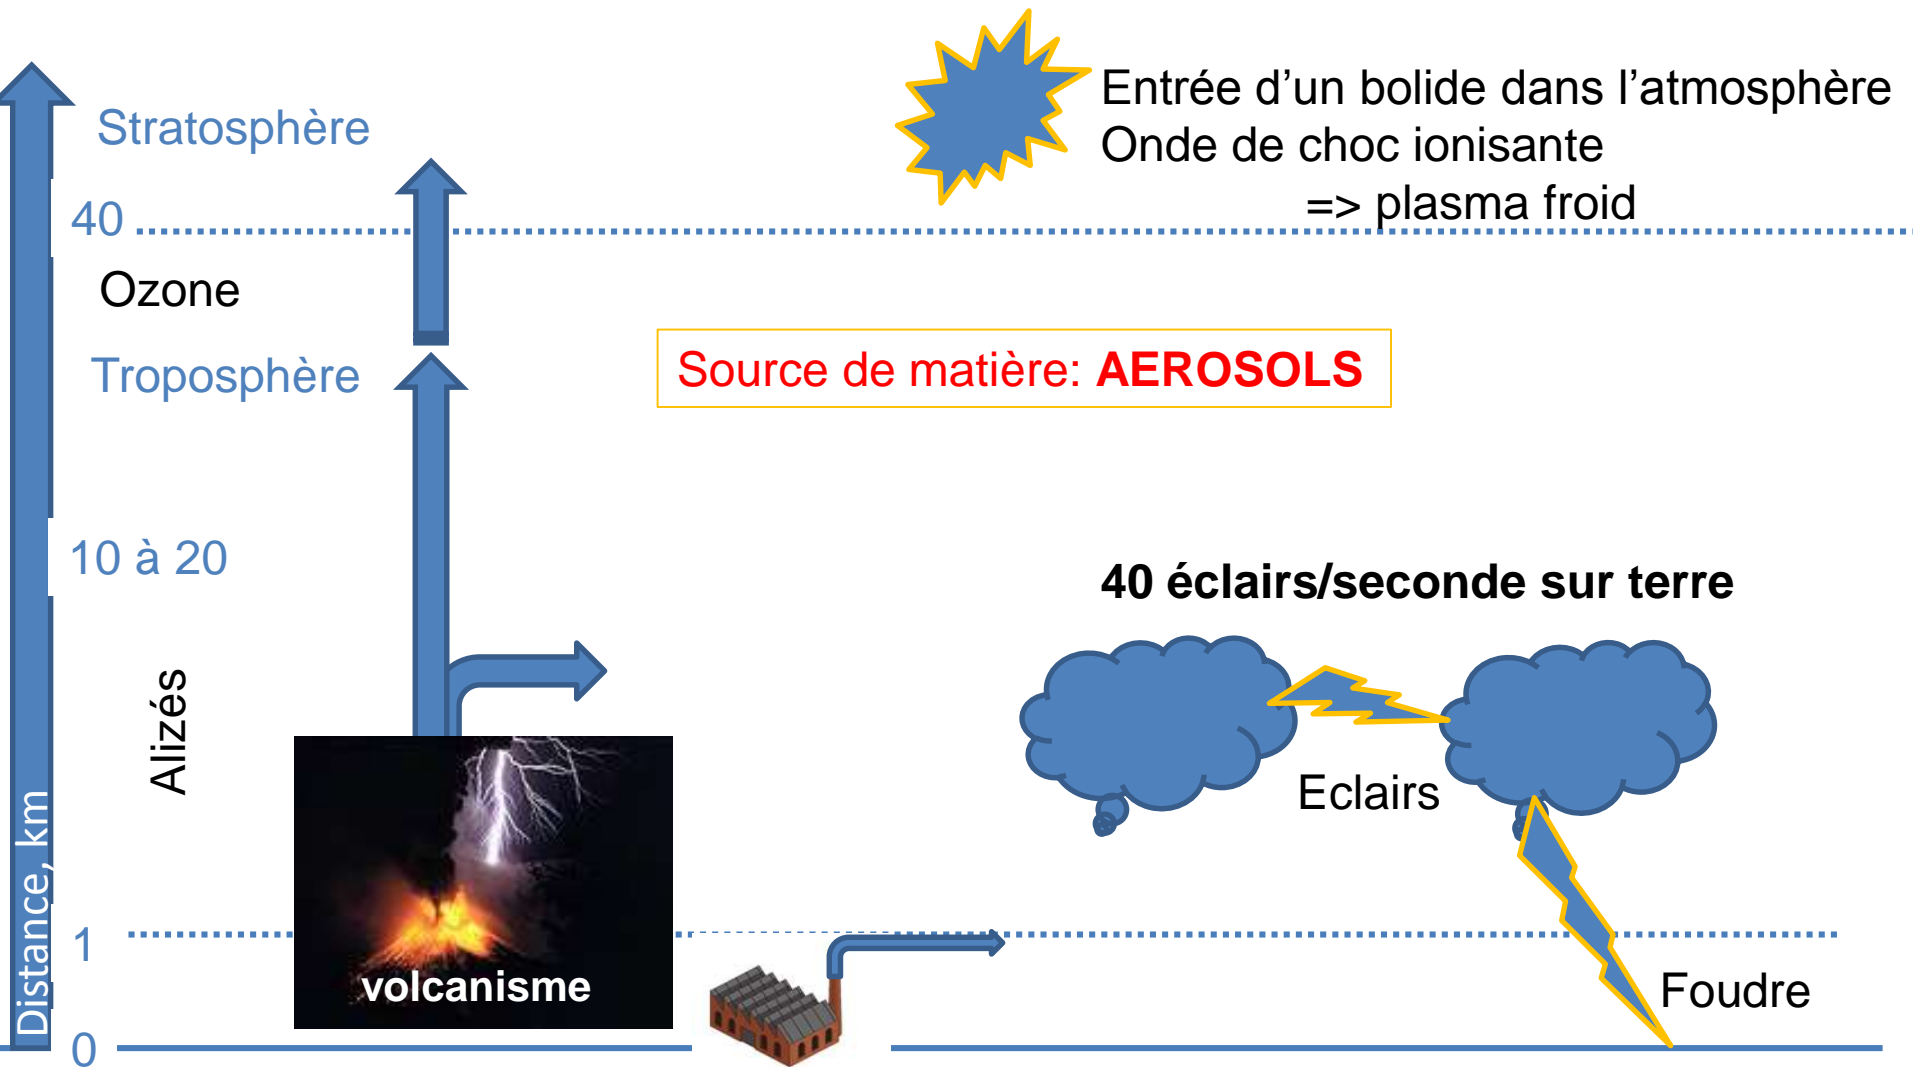 Entrée d’un bolide dans l’atmosphère
Stratosphère
Onde de choc ionisante
=> plasma froid
40
Ozone
Source de matière: AEROSOLS
Troposphère
10 à 20
40 éclairs/seconde sur terre
Alizés
Eclairs
Distance, km
1
volcanisme
Foudre
0